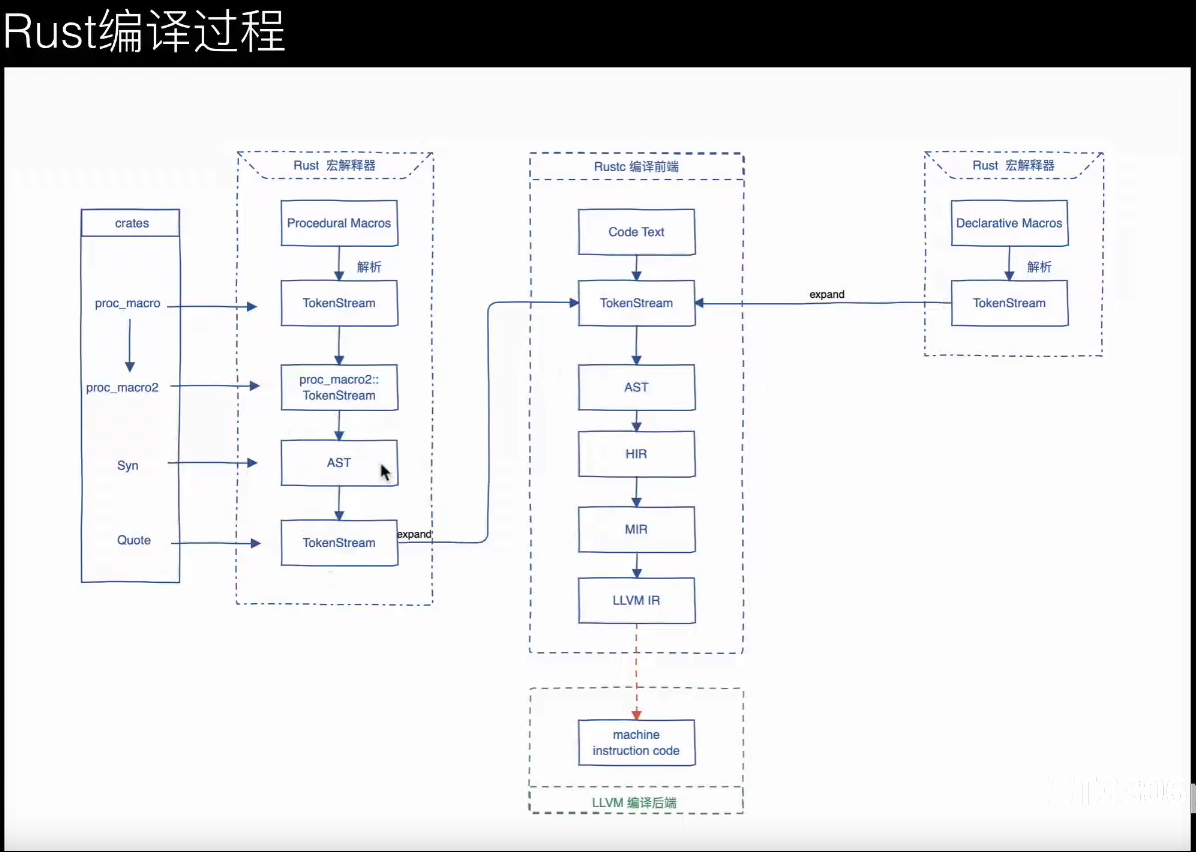 Rust编译过程
crates
proc_macro
proc_macro2
Syn
Quote
Rust 宏解释器
Procedural Macros
解析
TokenStream
proc_macro2::
TokenStream
AST
TokenStream
expand
Rustc 编译前端
Code Text
TokenStream
AST
HIR
MIR
LLVM IR
machine
instruction code
LLVM 编译后端
expand
Rust 宏解释器
Declarative Macros
解析
TokenStream